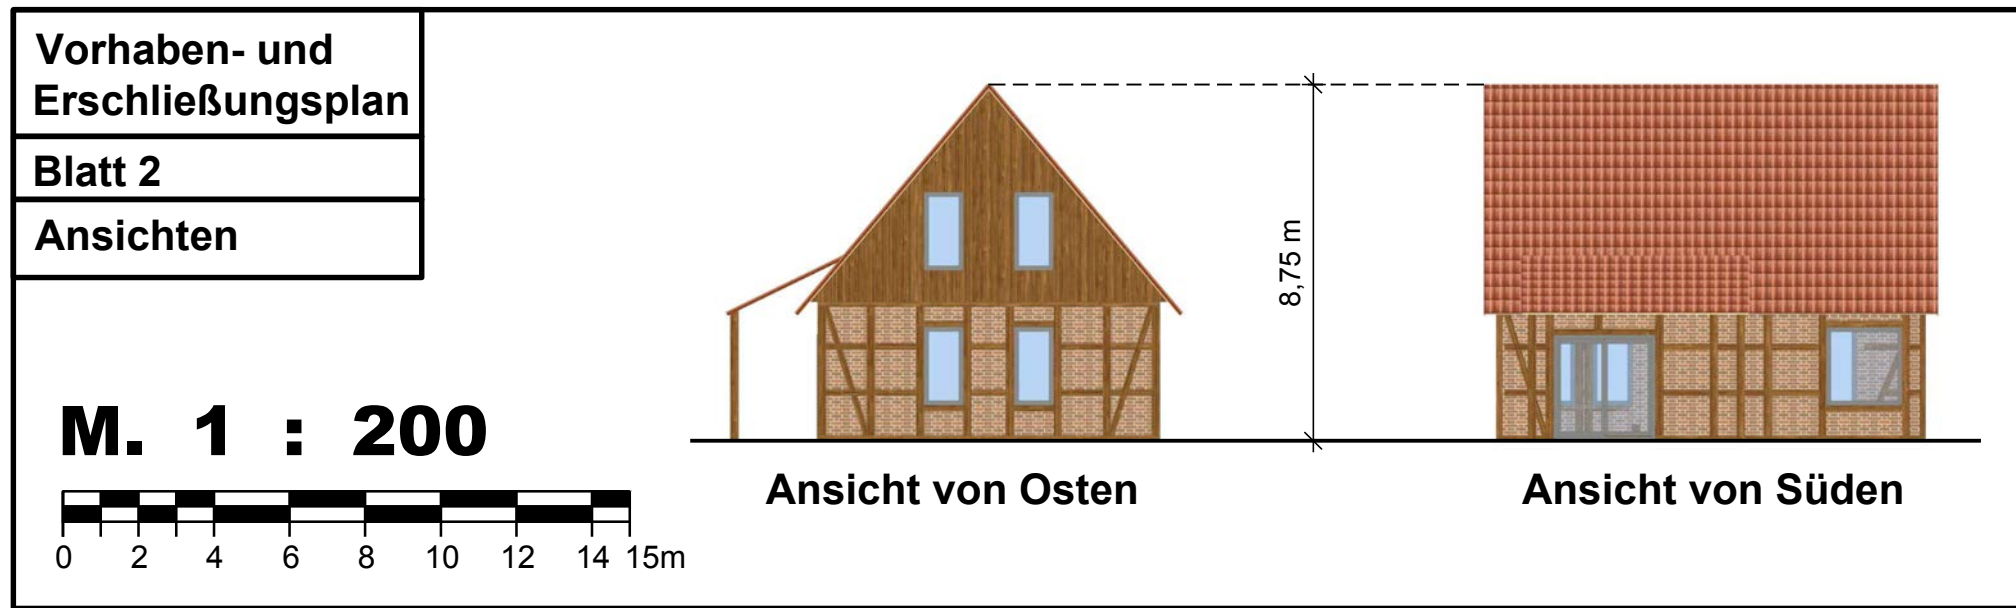 Vorhaben- und
Erschließungsplan
Blatt 2
Ansichten
8,75 m
M. 1 : 200
0 2 4 6 8 10 12 14 15m
Ansicht von Osten
Ansicht von Süden